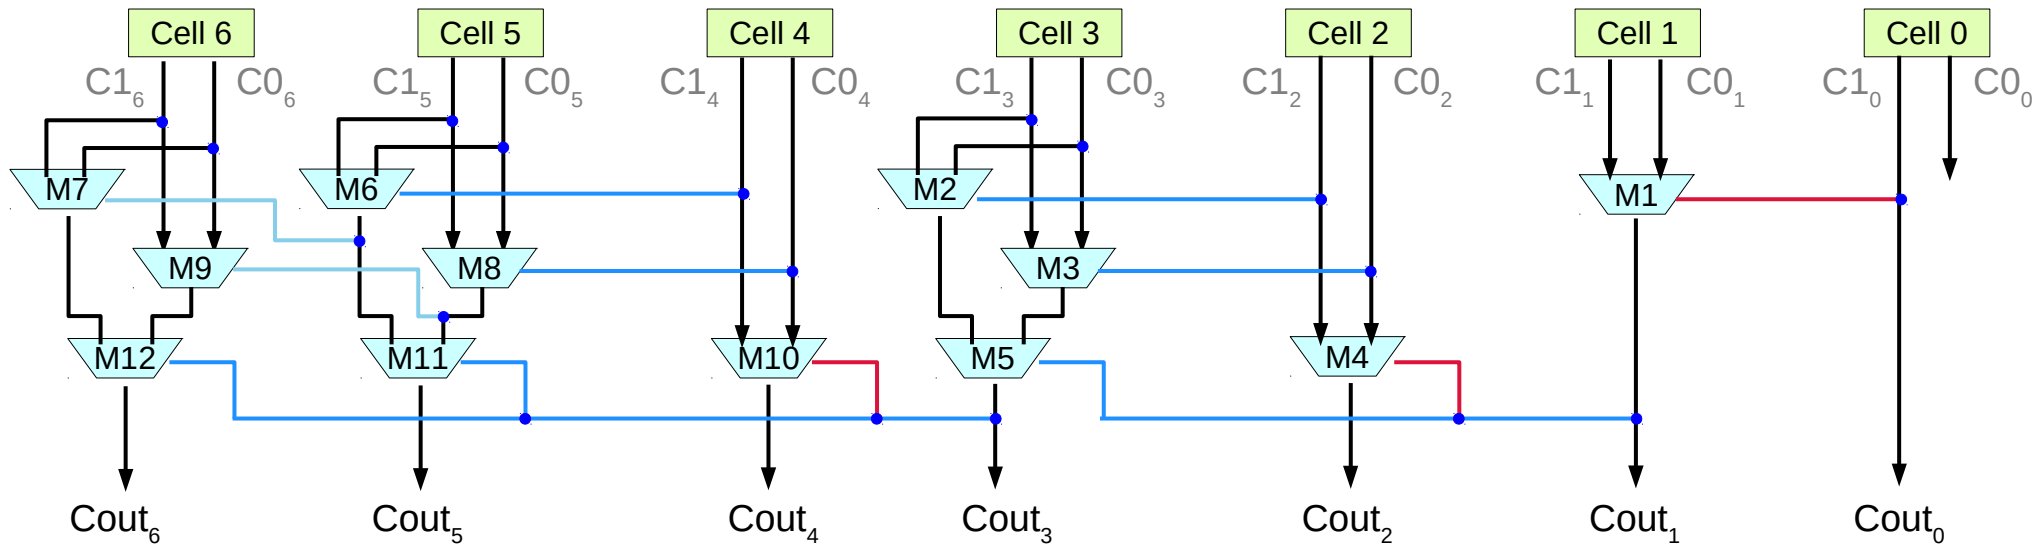 Cell 6 Cell 5 Cell 4 Cell 3 Cell 2 Cell 1 Cell 0
C1₆ C0₆ C1₅ C0₅ C1₄ C0₄ C1₃ C0₃ C1₂ C0₂ C1₁ C0₁ C1₀ C0₀
M7 M6 M2 M1
M9 M8 M3
M12 M11 M10 M5 M4
Cout₆ Cout₅ Cout₄ Cout₃ Cout₂ Cout₁ Cout₀